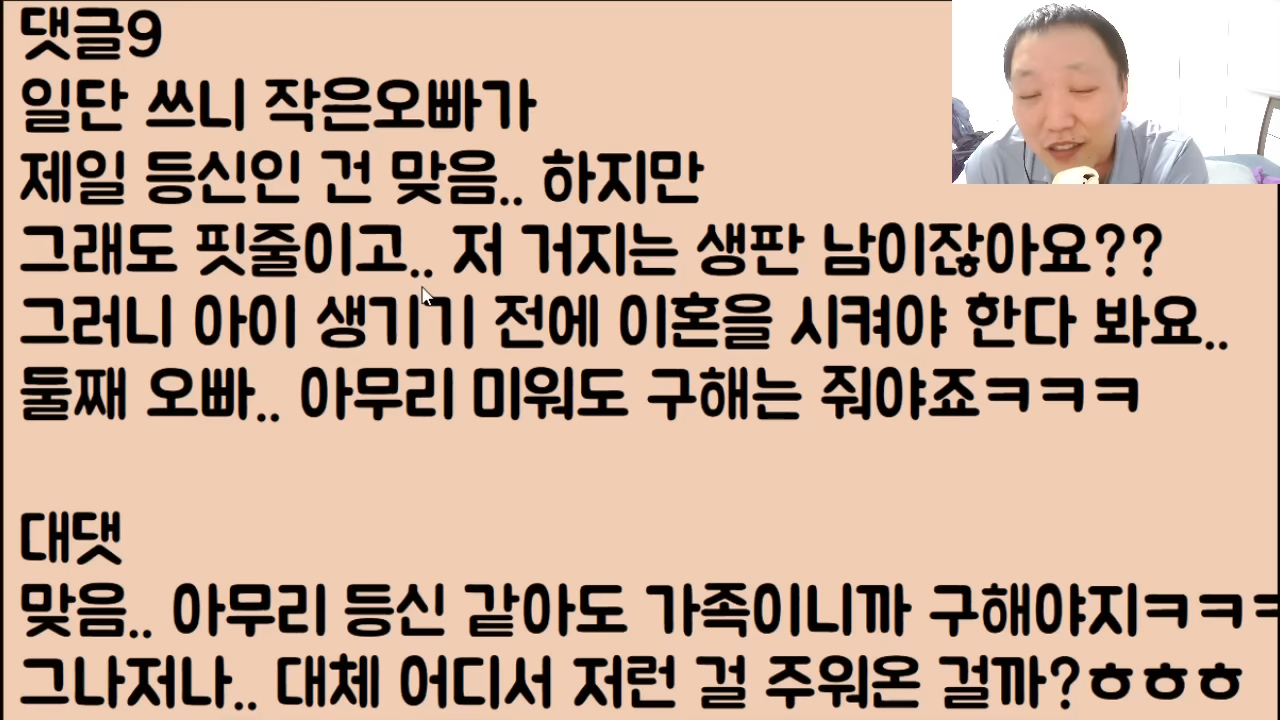 댓글9
일단 쓰니 작은오빠가
제일 등신인 건 맞음.. 하지만
그래도 핏줄이고.. 저 거지는 생판 남이잖아요??
그러니 아이 생기기 전에 이혼을 시켜야 한다 봐요..
둘째 오빠.. 아무리 미워도 구해는 줘야죠ㅋㅋㅋ
대댓
맞음.. 아무리 등신 같아도 가족이니까 구해야지ㅋㅋㅋ
그나저나.. 대체 어디서 저런 걸 주워온 걸까?ㅎㅎㅎ